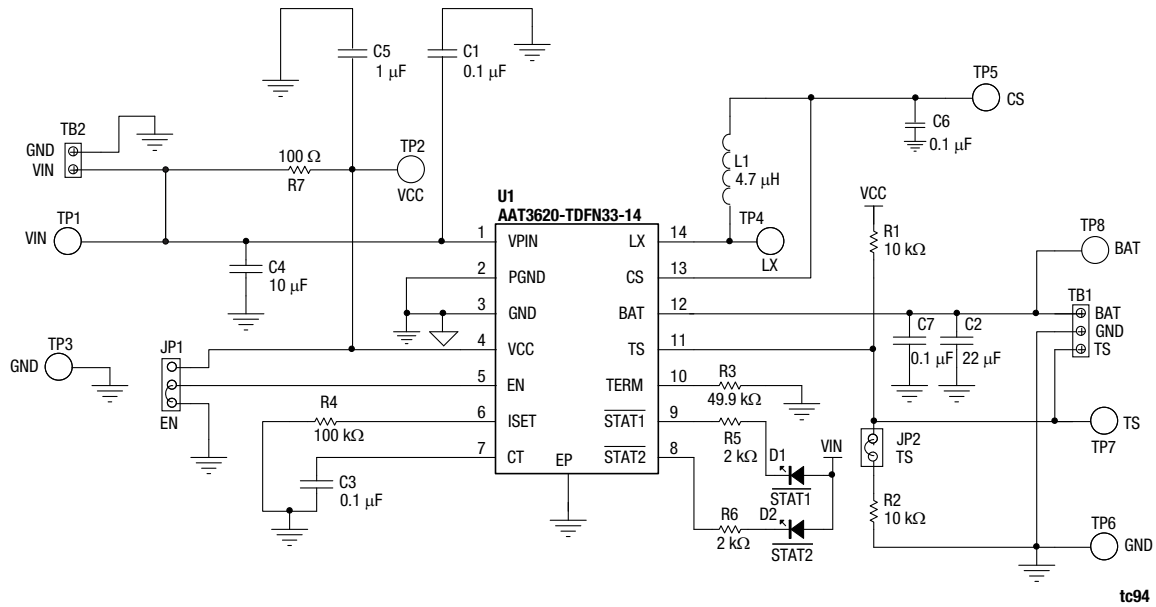 C5
1 μF
C1
0.1 μF
TP5
CS
C6
0.1 μF
TB2
GND
VIN
100 Ω
R7
TP2
VCC
L1
4.7 μH
TP4
LX
TP1
VIN
C4
10 μF
U1
AAT3620-TDFN33-14
1 VPIN
2 PGND
3 GND
4 VCC
5 EN
6 ISET
7 CT
EP
LX 14
CS 13
BAT 12
TS 11
TERM 10
STAT1 9
STAT2 8
VCC
R1
10 kΩ
TP8
BAT
TB1
BAT
GND
TS
C7
0.1 μF
C2
22 μF
TP3
GND
JP1
EN
R4
100 kΩ
C3
0.1 μF
R3
49.9 kΩ
R5
2 kΩ
D1
STAT1
VIN
R6
2 kΩ
D2
STAT2
JP2
TS
TS
TP7
R2
10 kΩ
TP6
GND
tc94